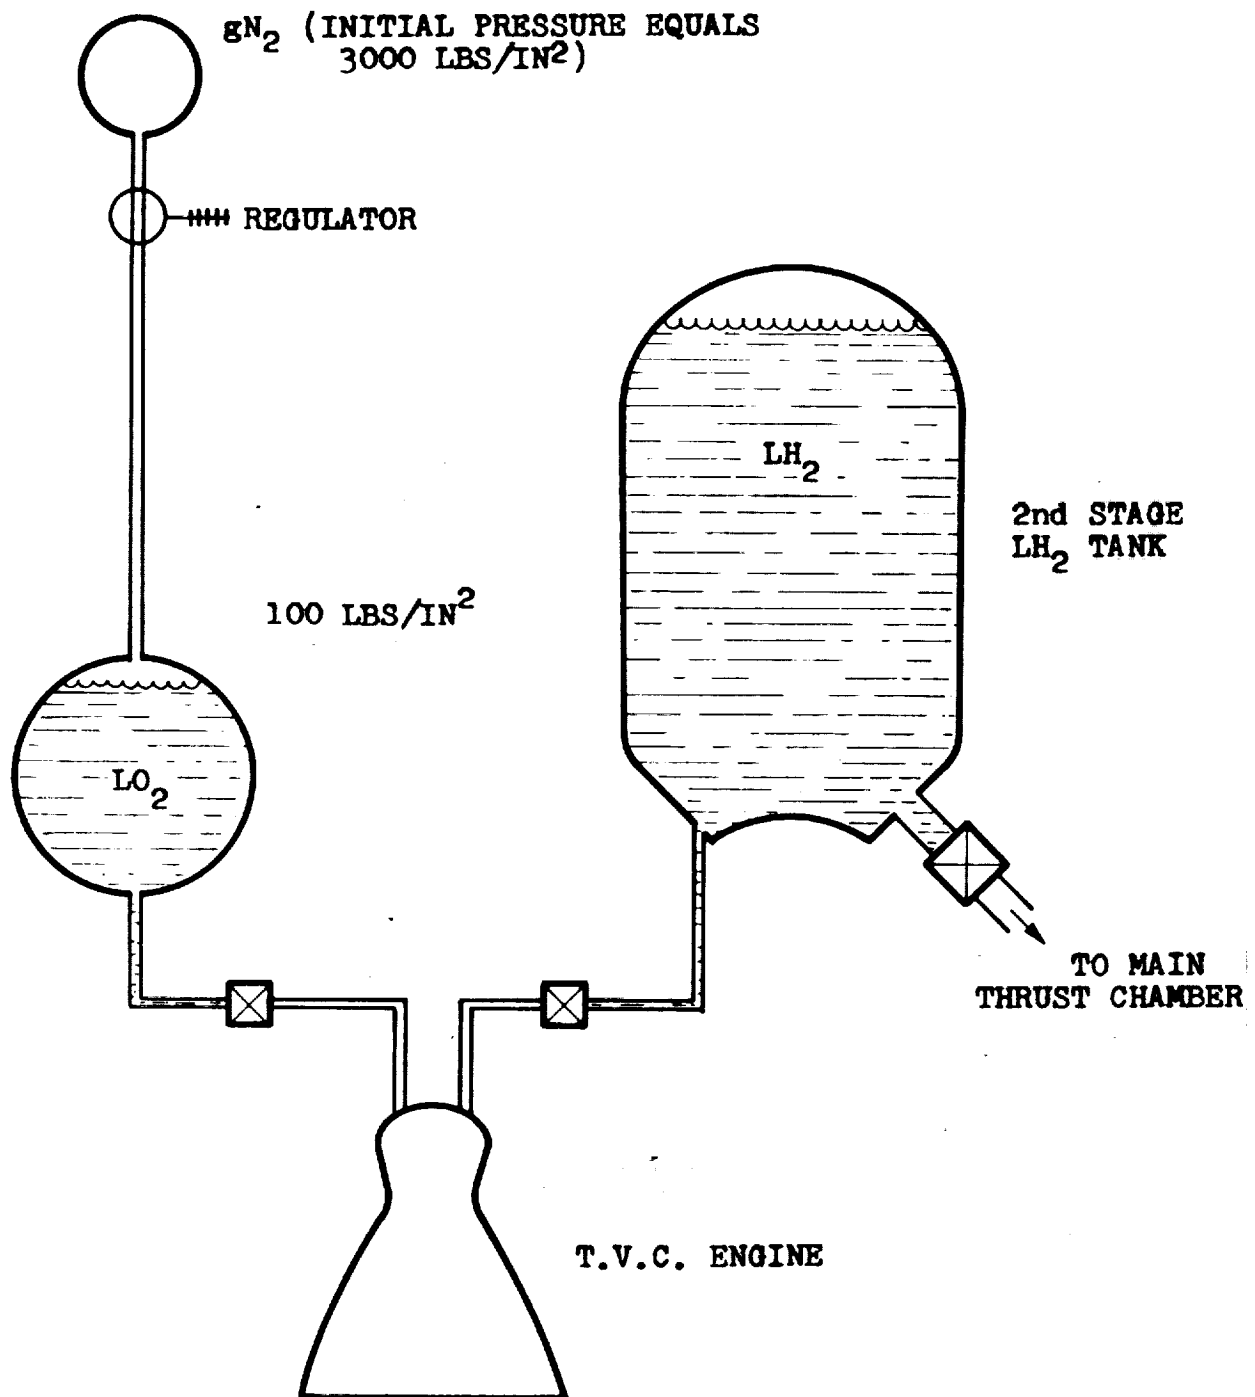 gN₂ (INITIAL PRESSURE EQUALS
3000 LBS/IN²)
REGULATOR
LH₂
2nd STAGE
LH₂ TANK
100 LBS/IN²
LO₂
TO MAIN
THRUST CHAMBER
T.V.C. ENGINE